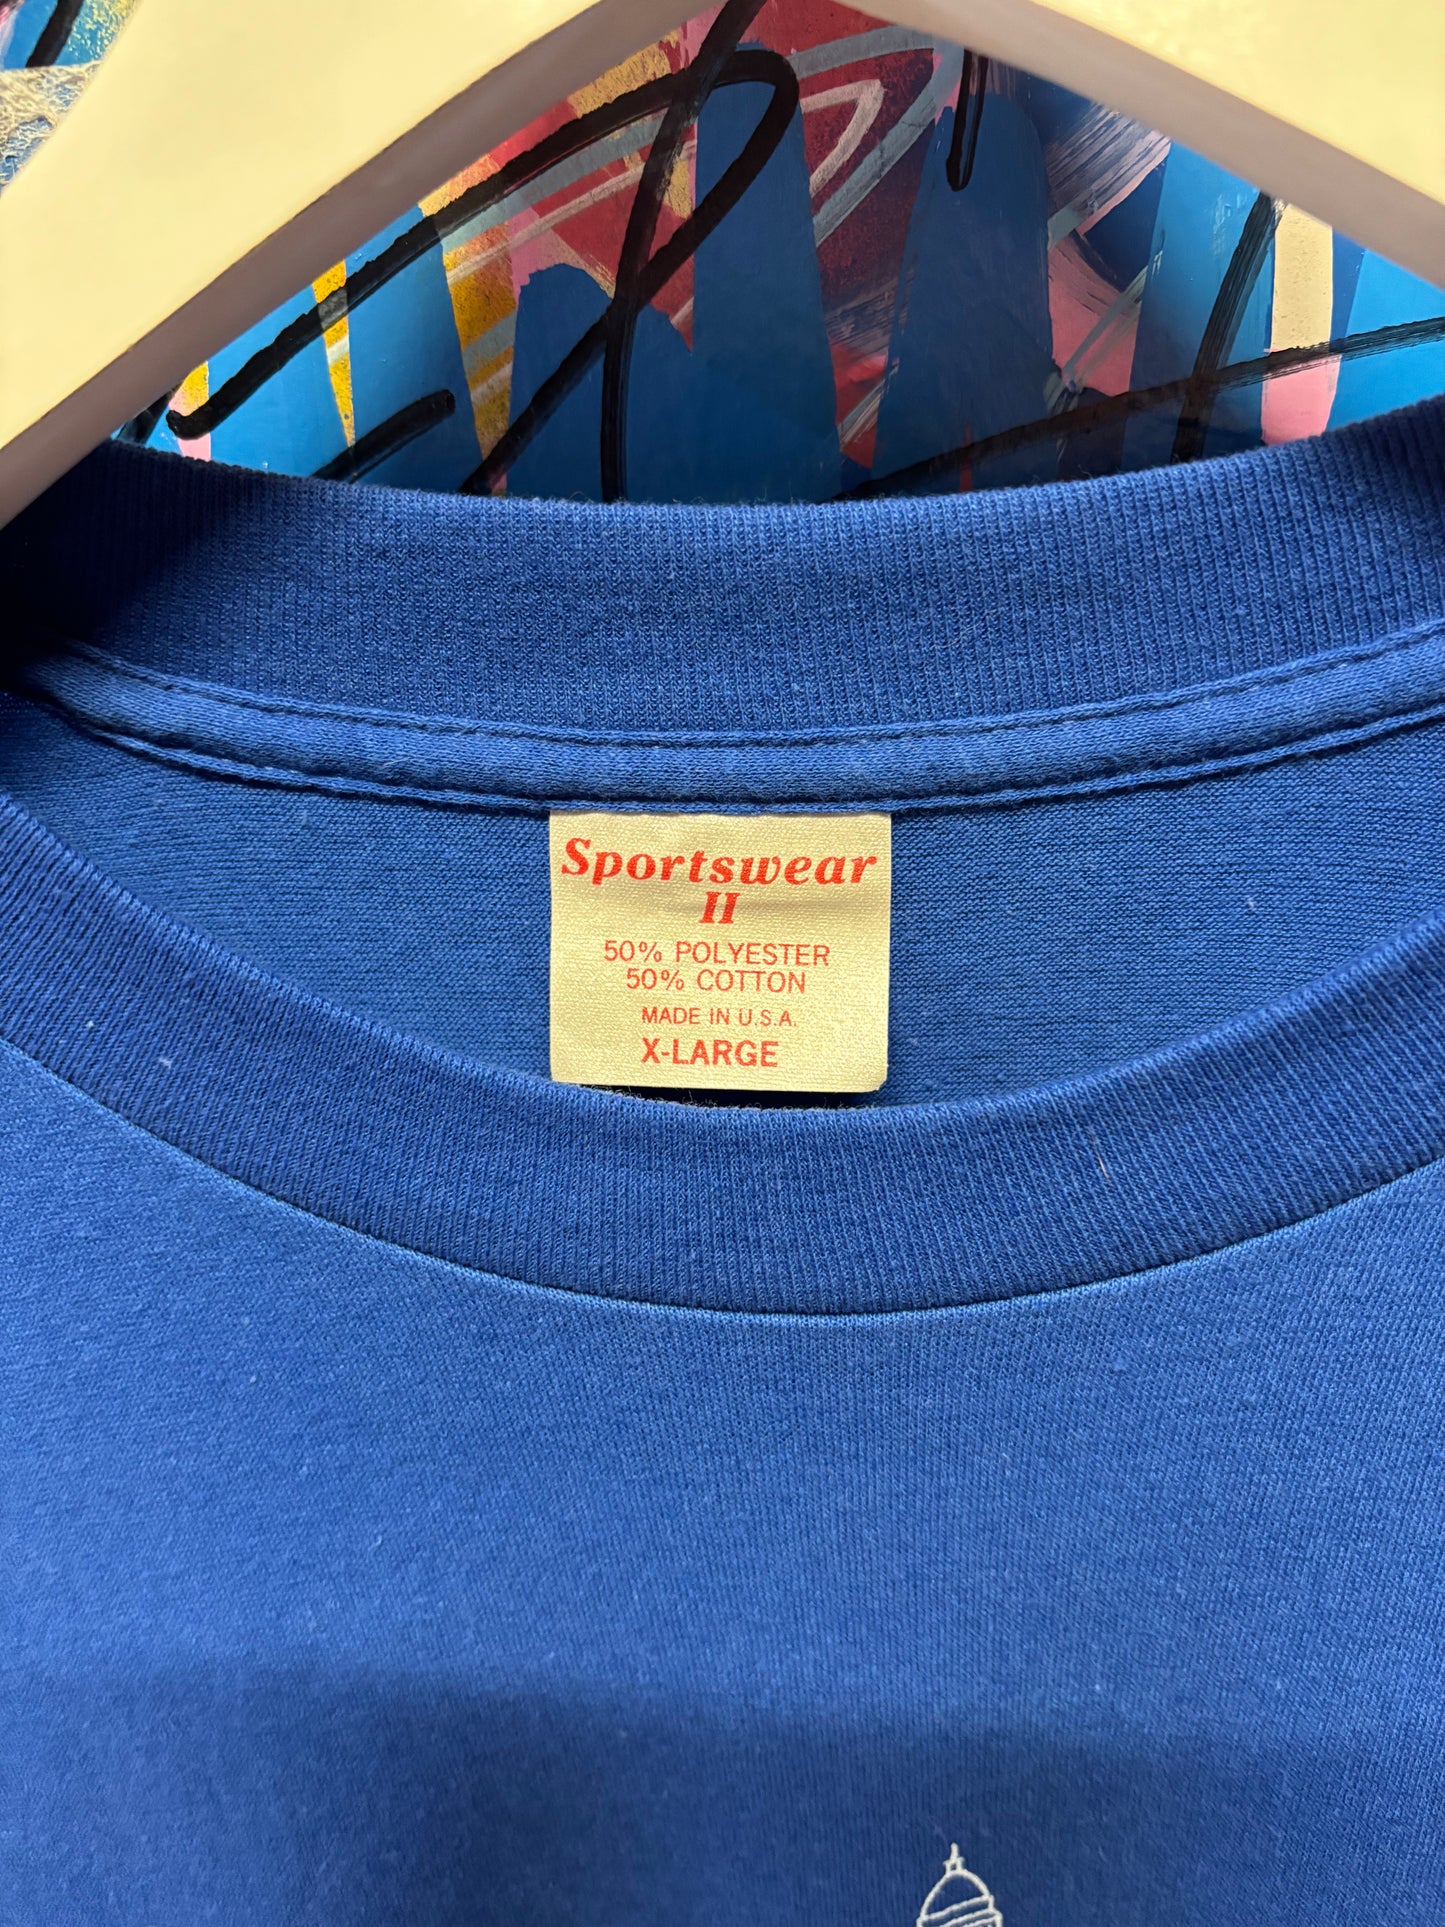 Sportswear
II
50% POLYESTER
50% COTTON
MADE IN U.S.A.
X-LARGE